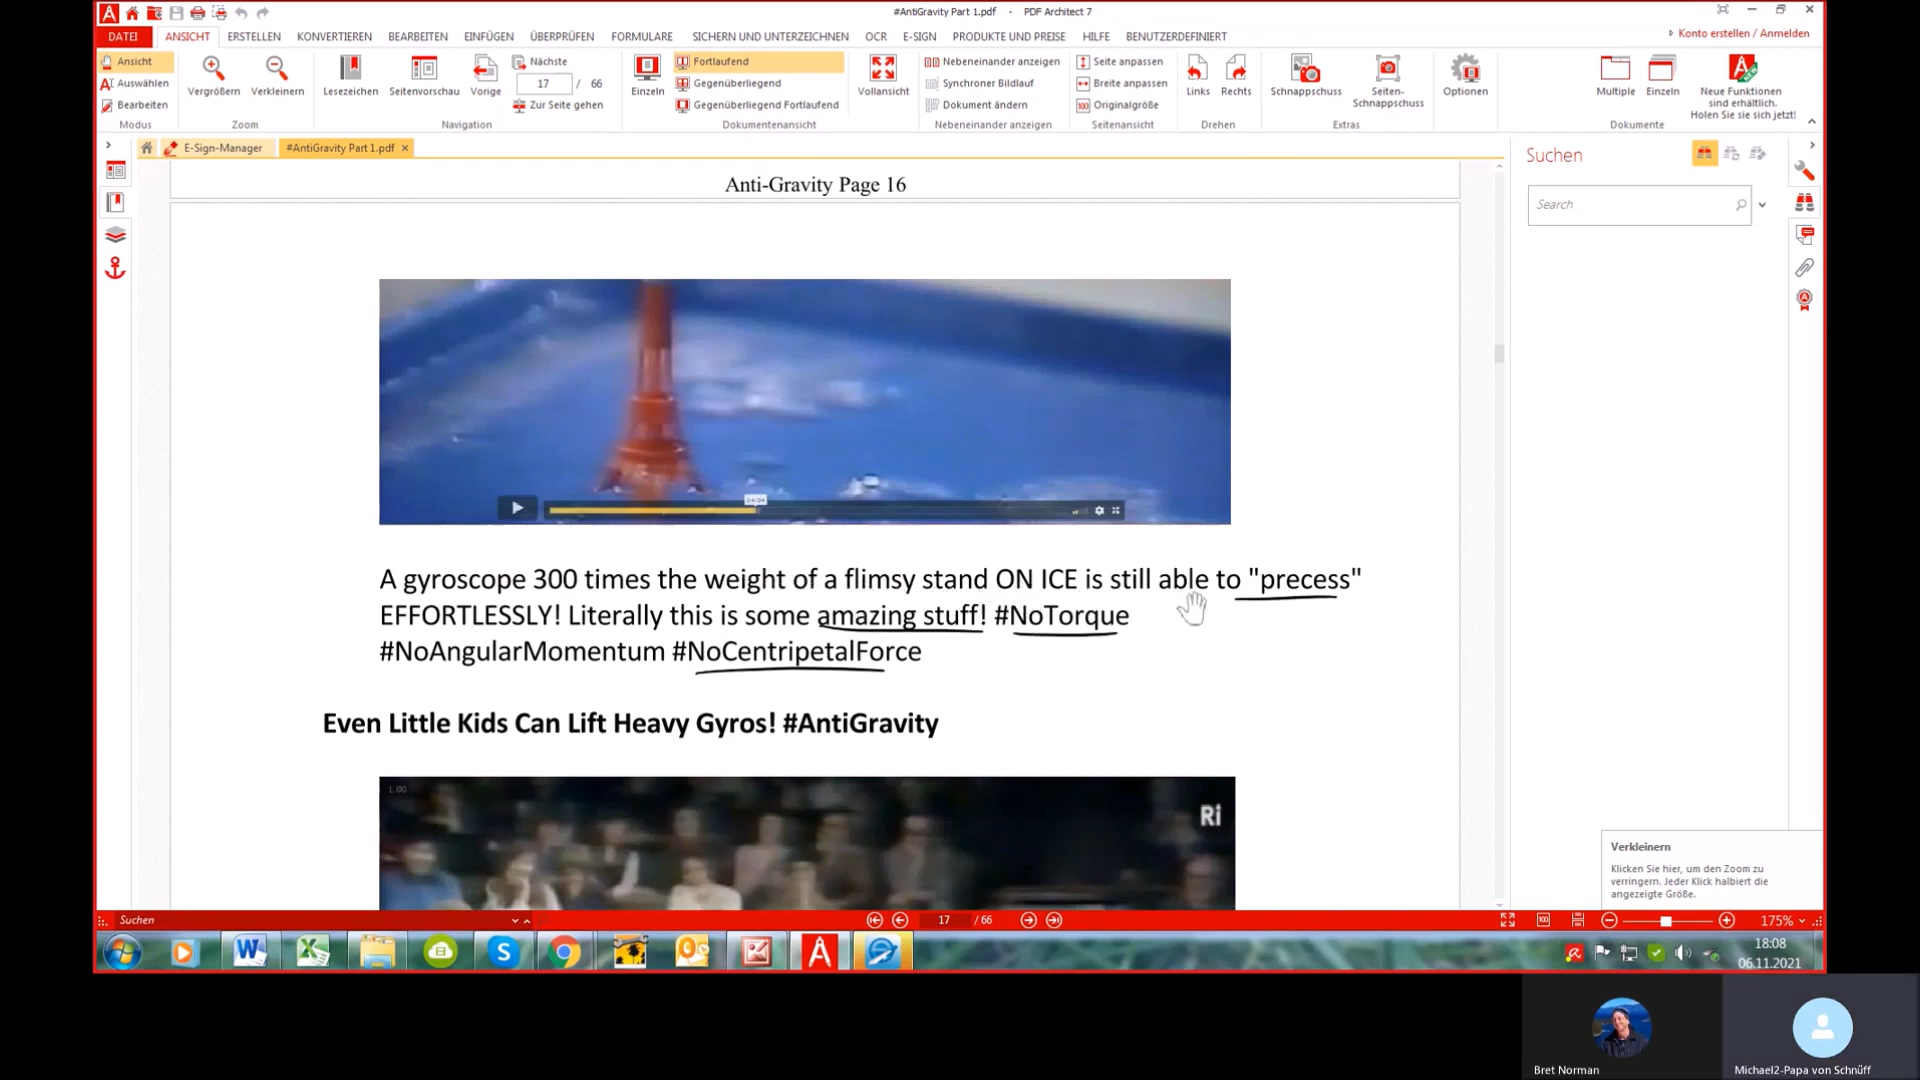 #AntiGravity Part 1.pdf - PDF Architect 7
DATEI ANSICHT ERSTELLEN KONVERTIEREN BEARBEITEN EINFÜGEN ÜBERPRÜFEN FORMULARE SICHERN UND UNTERZEICHNEN OCR E-SIGN PRODUKTE UND PREISE HILFE BENUTZERDEFINIERT Konto erstellen / Anmelden
Ansicht
Auswählen
Bearbeiten
Modus
Vergrößern Verkleinern
Zoom
Lesezeichen Seitenvorschau Vorige
Nächste
17 / 66
Zur Seite gehen
Navigation
Einzeln
Fortlaufend
Gegenüberliegend
Gegenüberliegend Fortlaufend
Dokumentenansicht
Vollansicht
Nebeneinander anzeigen
Synchroner Bildlauf
Dokument ändern
Nebeneinander anzeigen
Seite anpassen
Breite anpassen
100 Originalgröße
Seitenansicht
Links Rechts
Drehen
Schnappschuss
Seiten-
Schnappschuss
Extras
Optionen
Multiple Einzeln
Dokumente
Neue Funktionen
sind erhältlich.
Holen Sie sie sich jetzt!
E-Sign-Manager #AntiGravity Part 1.pdf
Suchen
Search
Anti-Gravity Page 16
A gyroscope 300 times the weight of a flimsy stand ON ICE is still able to "precess"
EFFORTLESSLY! Literally this is some amazing stuff! #NoTorque
#NoAngularMomentum #NoCentripetalForce
Even Little Kids Can Lift Heavy Gyros! #AntiGravity
1.00
Ri
Verkleinern
Klicken Sie hier, um den Zoom zu
verringern. Jeder Klick halbiert die
angezeigte Größe.
Suchen 17 / 66 175%
18:08
06.11.2021
Bret Norman Michael2-Papa von Schnüff